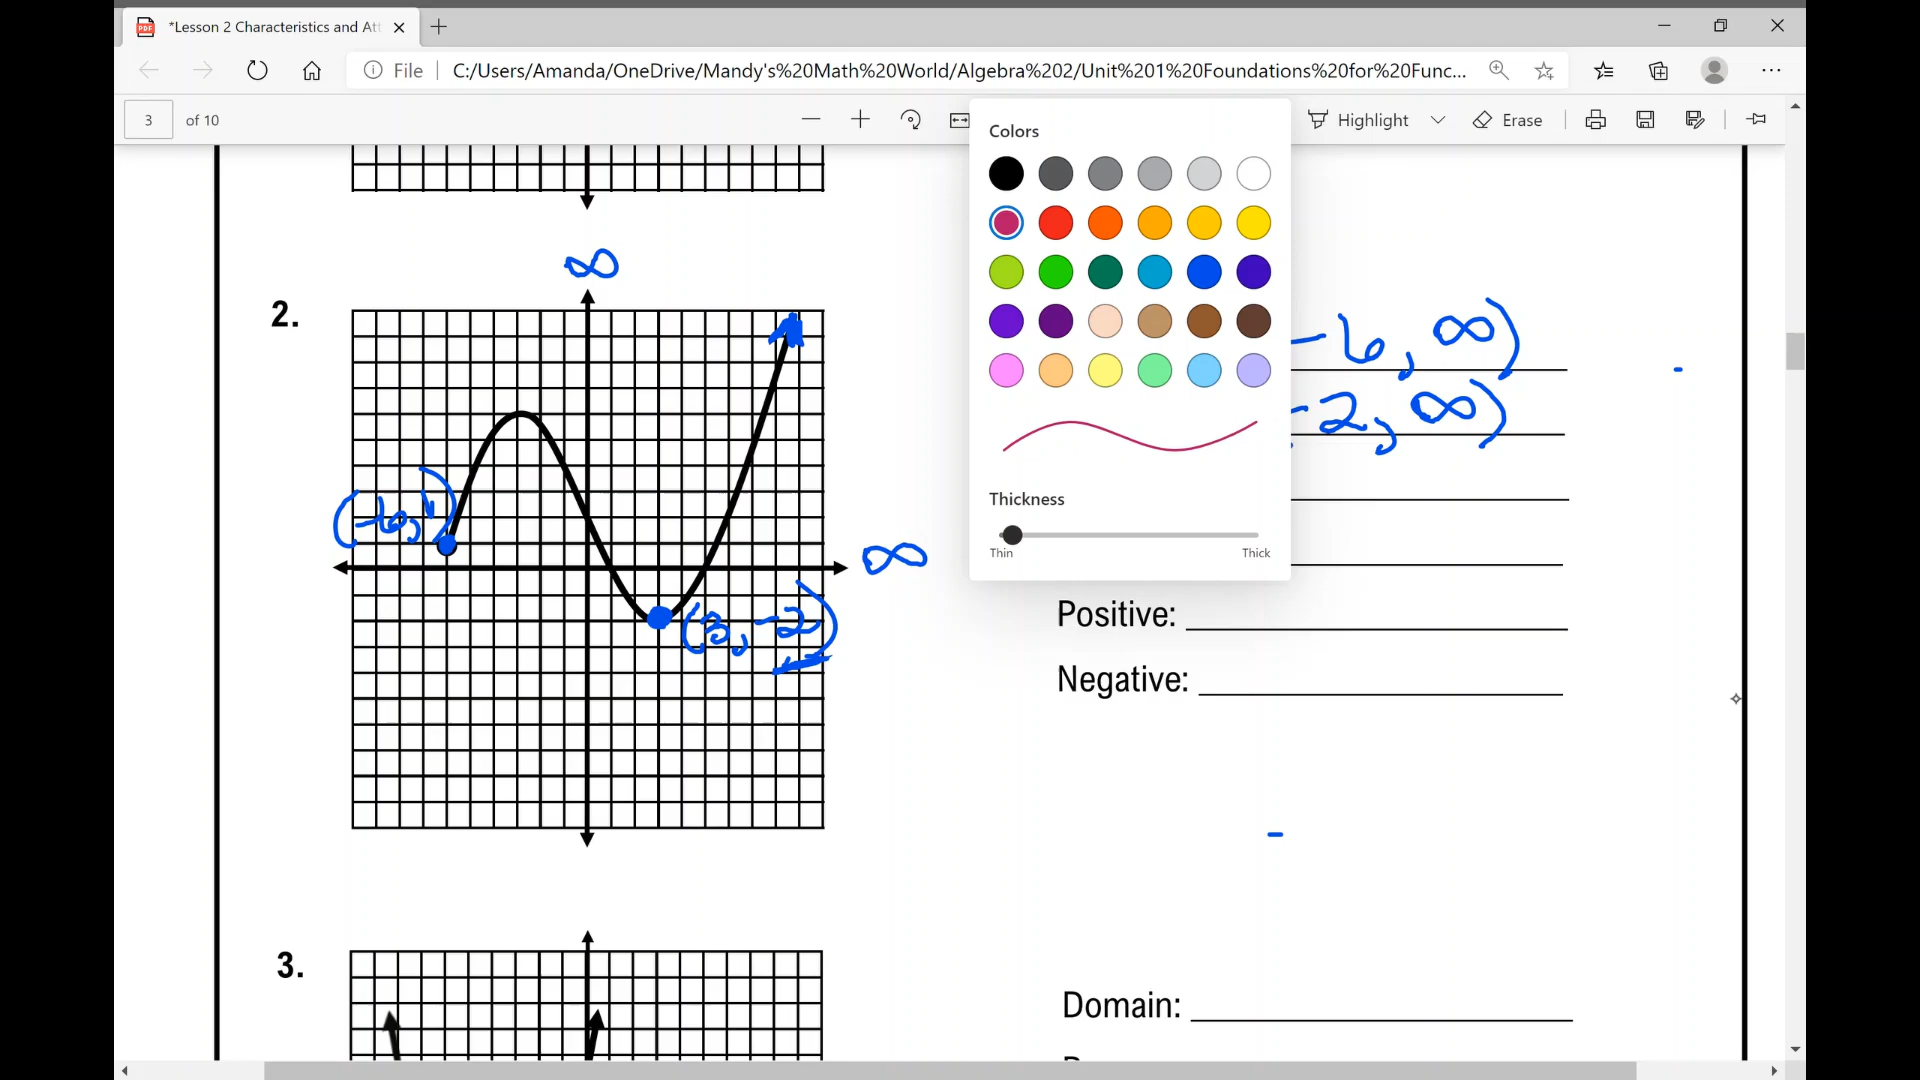 *Lesson 2 Characteristics and Att
File C:/Users/Amanda/OneDrive/Mandy's%20Math%20World/Algebra%202/Unit%201%20Foundations%20for%20Func...
3 of 10
Highlight
Erase
Colors
Thickness
Thin Thick
∞
2.
-6, ∞)
-2, ∞)
(-6, 1)
∞
(3, -2)
Positive:
Negative:
3.
Domain: